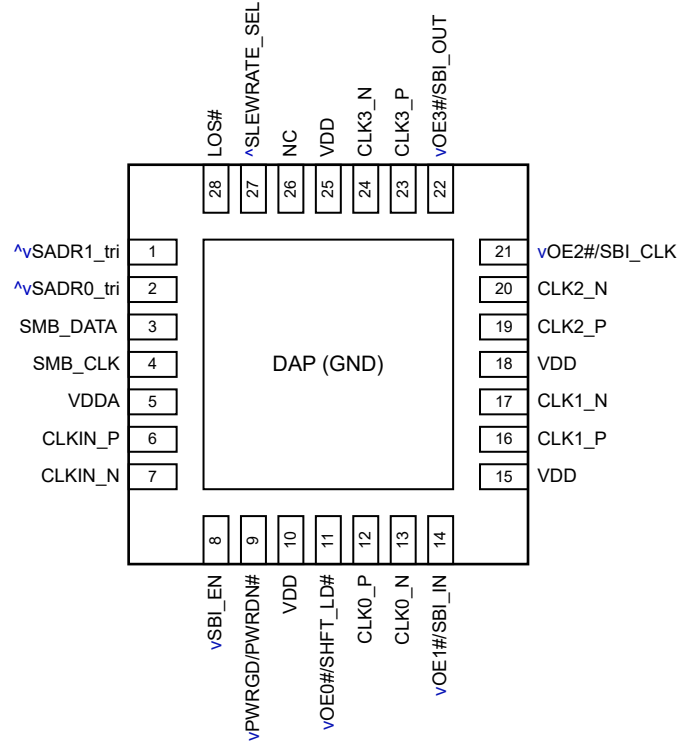 LOS#
^SLEWRATE_SEL
NC
VDD
CLK3_N
CLK3_P
vOE3#/SBI_OUT
28
27
26
25
24
23
22
^vSADR1_tri
1
^vSADR0_tri
2
SMB_DATA
3
SMB_CLK
4
VDDA
5
CLKIN_P
6
CLKIN_N
7
DAP (GND)
21
vOE2#/SBI_CLK
20
CLK2_N
19
CLK2_P
18
VDD
17
CLK1_N
16
CLK1_P
15
VDD
8
9
10
11
12
13
14
vSBI_EN
vPWRGD/PWRDN#
VDD
vOE0#/SHFT_LD#
CLK0_P
CLK0_N
vOE1#/SBI_IN